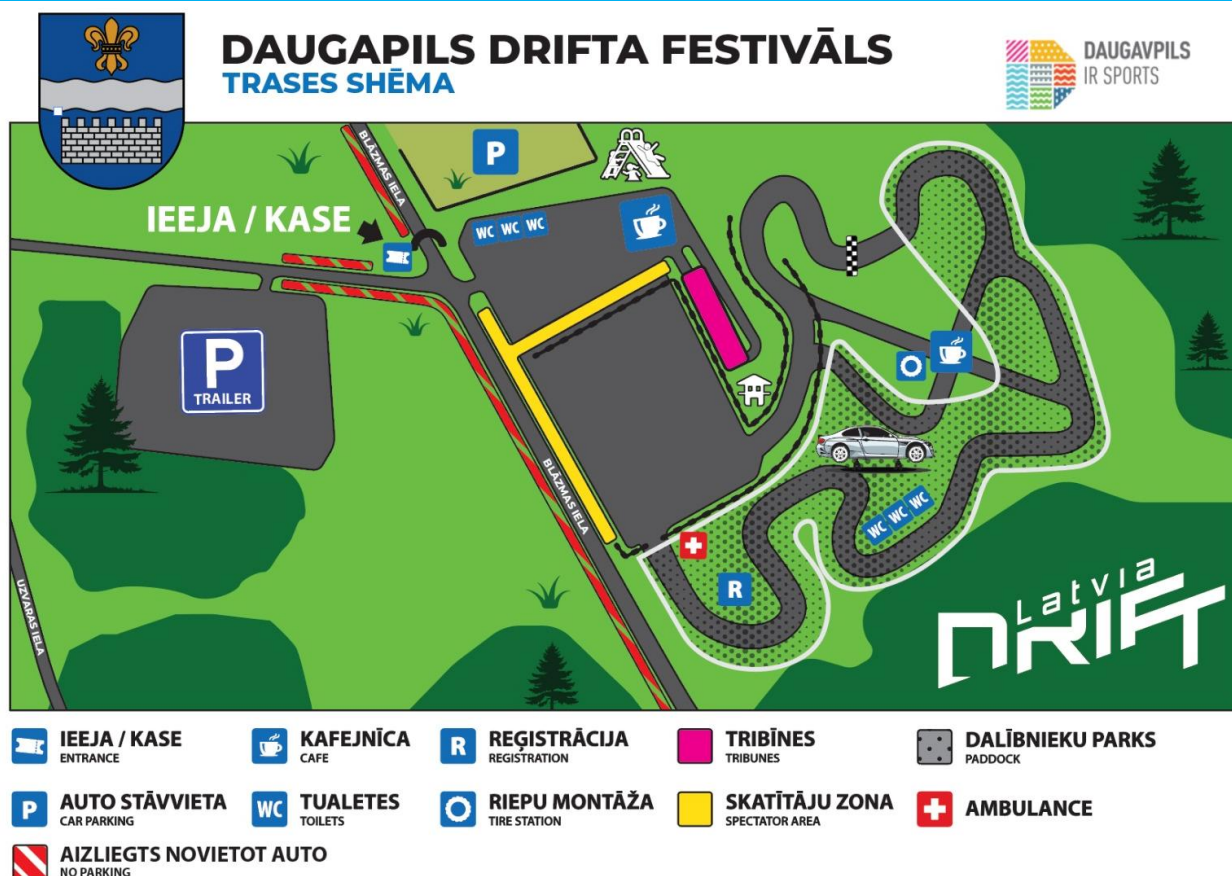 DAUGAPILS DRIFTA FESTIVĀLS
TRASES SHĒMA
DAUGAVPILS
IR SPORTS
BLĀZMAS IELA
P
IEEJA / KASE
WC WC WC
P
TRAILER
BLĀZMAS IELA
WC WC WC
R
UZVARAS IELA
Latvia
DRIFT
IEEJA / KASE
ENTRANCE
KAFEJNĪCA
CAFE
R
REĢISTRĀCIJA
REGISTRATION
TRIBĪNES
TRIBUNES
DALĪBNIEKU PARKS
PADDOCK
P
AUTO STĀVVIETA
CAR PARKING
WC
TUALETES
TOILETS
RIEPU MONTĀŽA
TIRE STATION
SKATĪTĀJU ZONA
SPECTATOR AREA
AMBULANCE
AIZLIEGTS NOVIETOT AUTO
NO PARKING